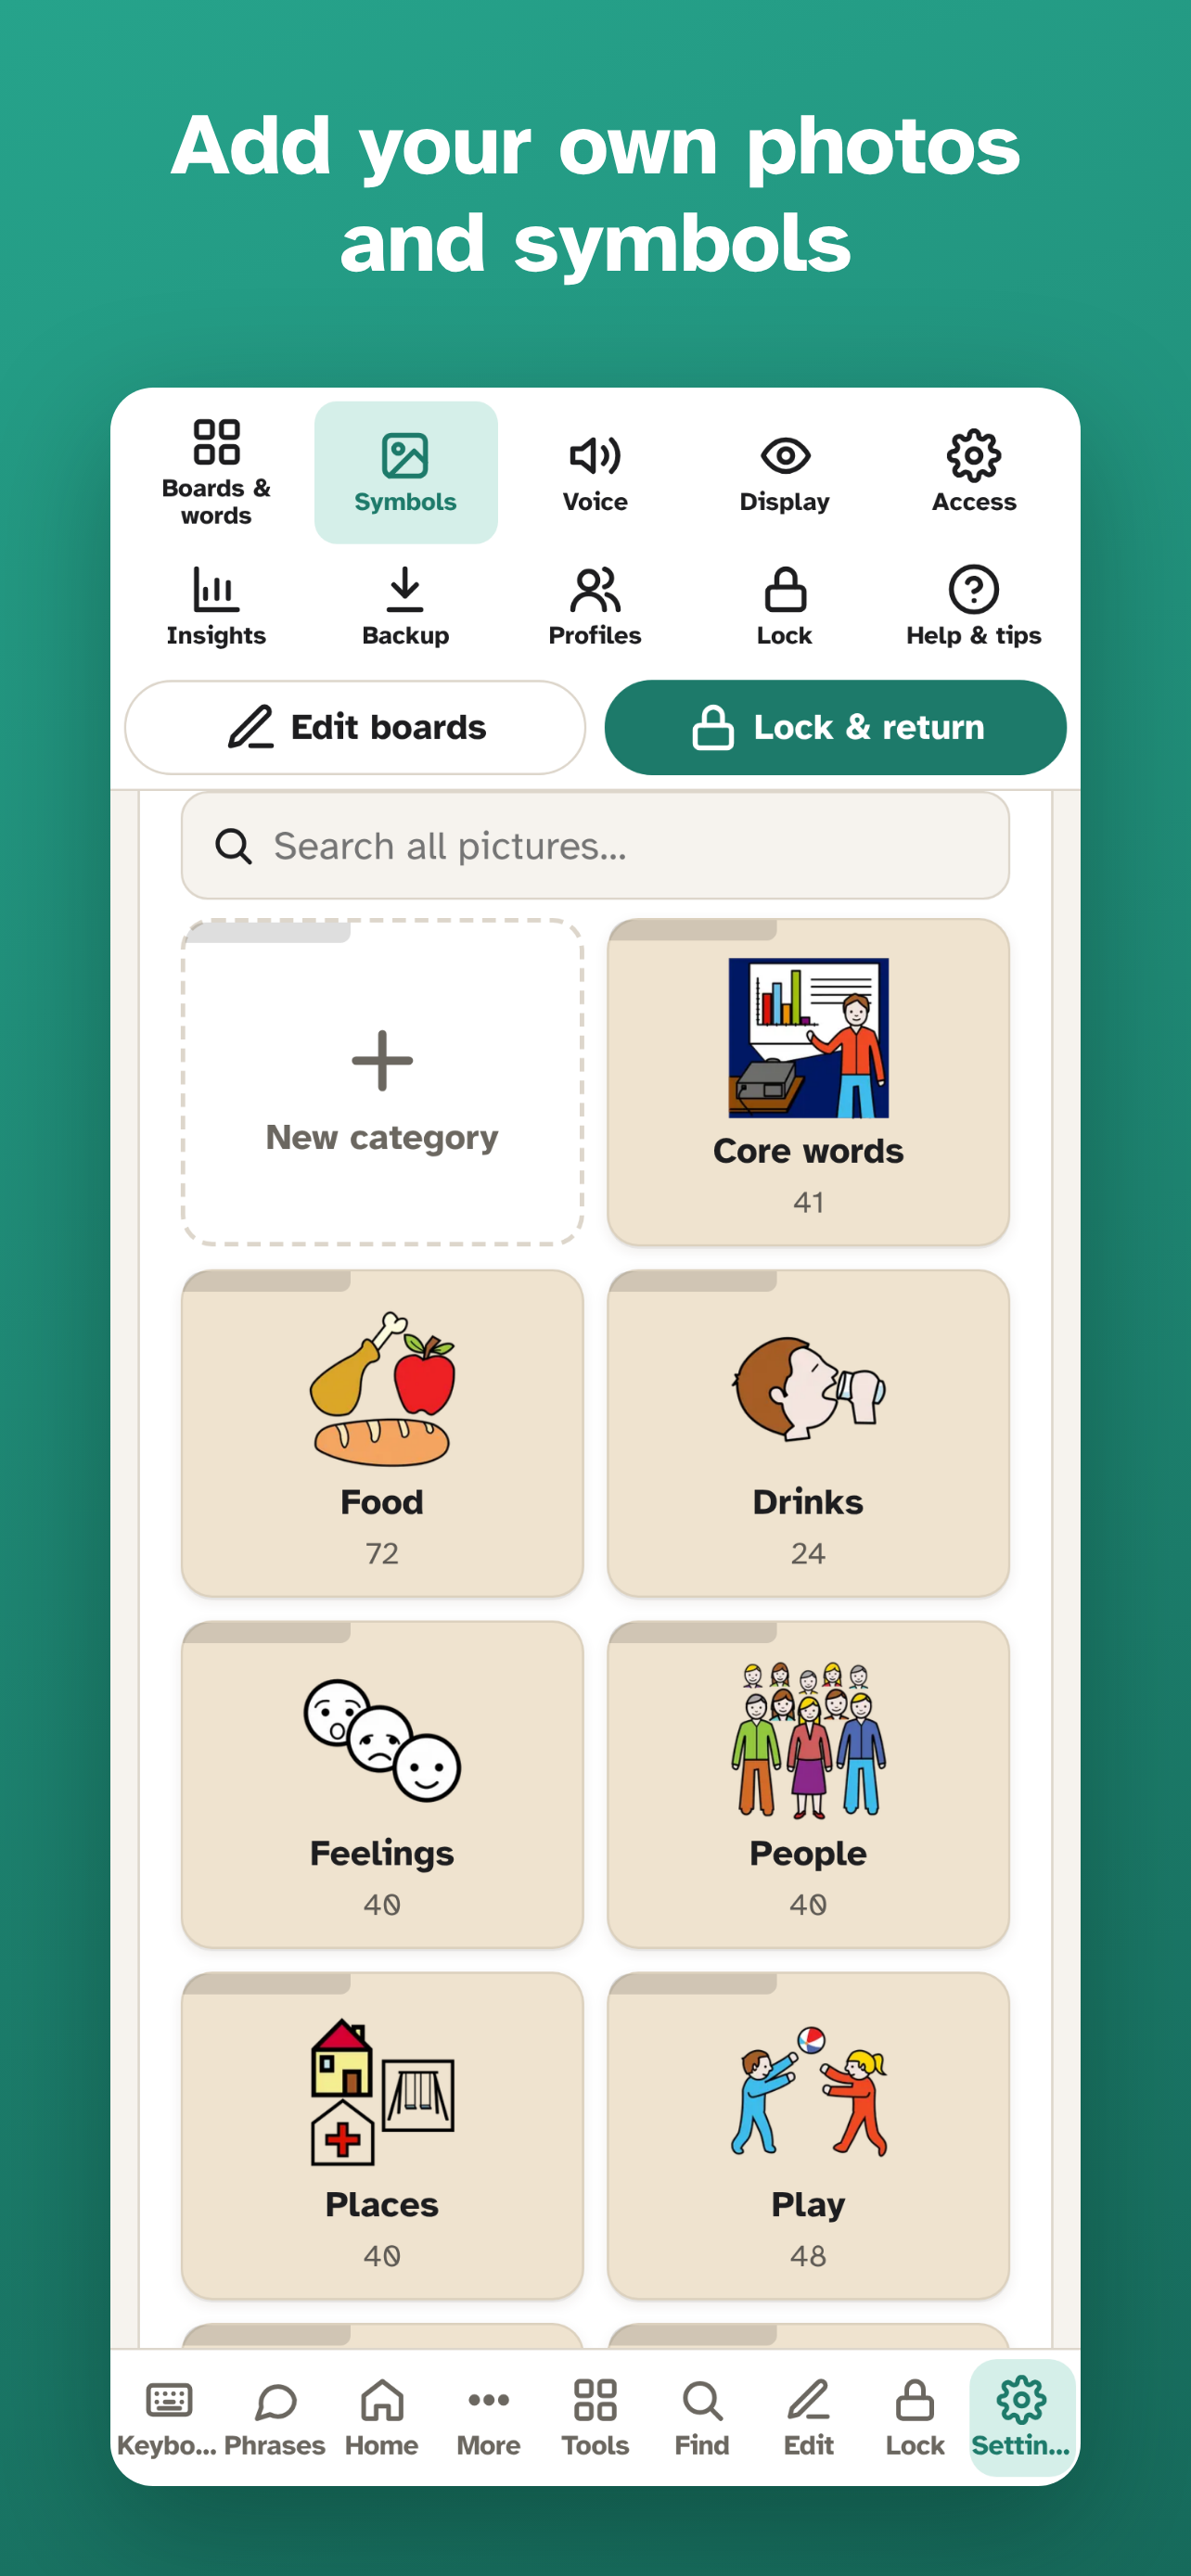 Add your own photos
and symbols
Boards &
words
Symbols
Voice
Display
Access
Insights
Backup
Profiles
Lock
Help & tips
Edit boards
Lock & return
Search all pictures...
New category
Core words
41
Food
72
Drinks
24
Feelings
40
People
40
Places
40
Play
48
Keybo...
Phrases
Home
More
Tools
Find
Edit
Lock
Settin...